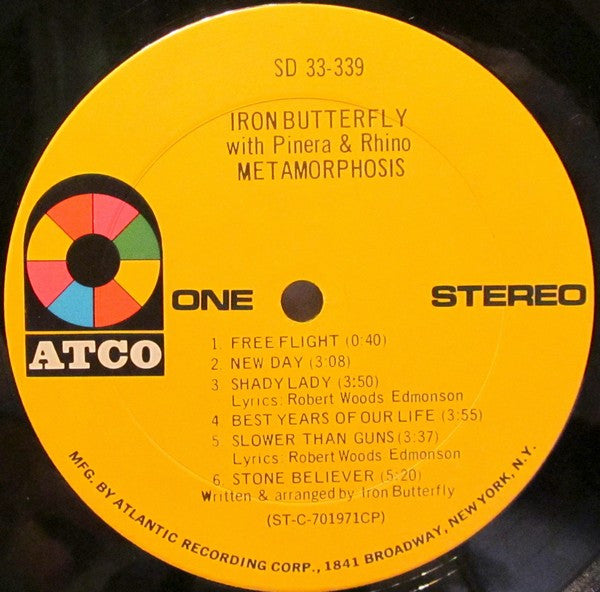 SD 33-339
IRON BUTTERFLY
with Pinera & Rhino
METAMORPHOSIS
ATCO
ONE
STEREO
1. FREE FLIGHT (0:40)
2. NEW DAY (3:08)
3. SHADY LADY (3:50)
Lyrics: Robert Woods Edmonson
4. BEST YEARS OF OUR LIFE (3:55)
5. SLOWER THAN GUNS (3:37)
Lyrics: Robert Woods Edmonson
6. STONE BELIEVER (5:20)
Written & arranged by Iron Butterfly
(ST-C-701971CP)
MFG. BY ATLANTIC RECORDING CORP., 1841 BROADWAY, NEW YORK, N.Y.